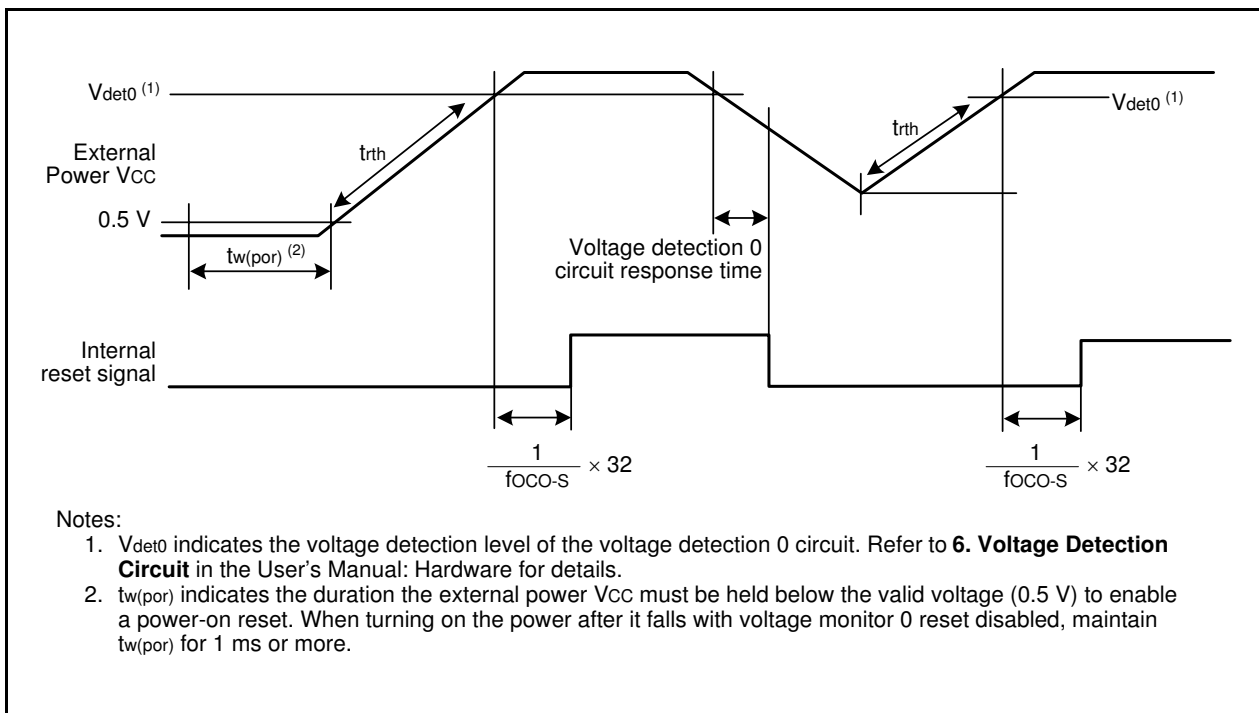 Vdet0 (1)
External
Power VCC
0.5 V
trth
tw(por) (2)
Voltage detection 0
circuit response time
trth
Vdet0 (1)
Internal
reset signal
1
fOCO-S
× 32
1
fOCO-S
× 32
Notes:
1. Vdet0 indicates the voltage detection level of the voltage detection 0 circuit. Refer to 6. Voltage Detection
Circuit in the User's Manual: Hardware for details.
2. tw(por) indicates the duration the external power VCC must be held below the valid voltage (0.5 V) to enable
a power-on reset. When turning on the power after it falls with voltage monitor 0 reset disabled, maintain
tw(por) for 1 ms or more.